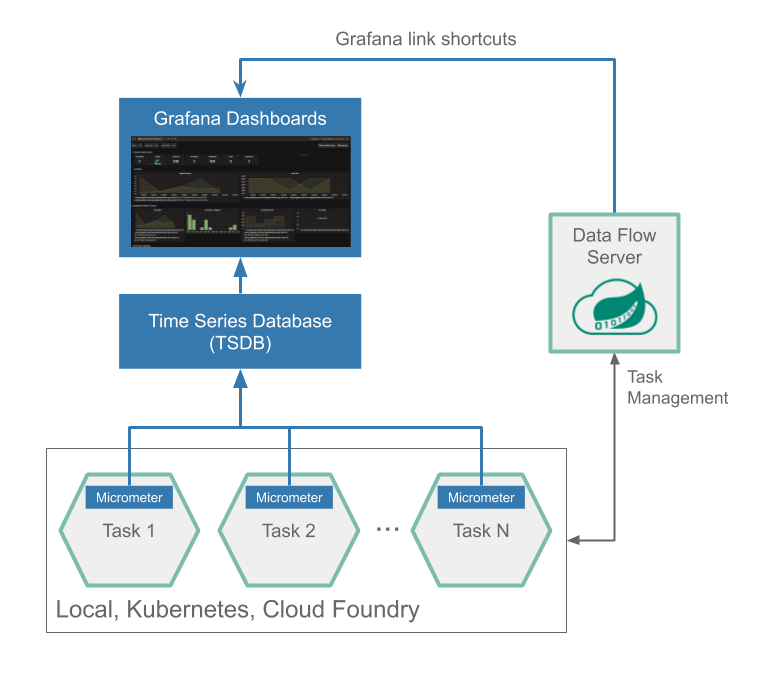 Grafana link shortcuts
Grafana Dashboards
Data Flow
Server
Time Series Database
(TSDB)
Task
Management
Micrometer
Micrometer
Micrometer
Task 1
Task 2
...
Task N
Local, Kubernetes, Cloud Foundry